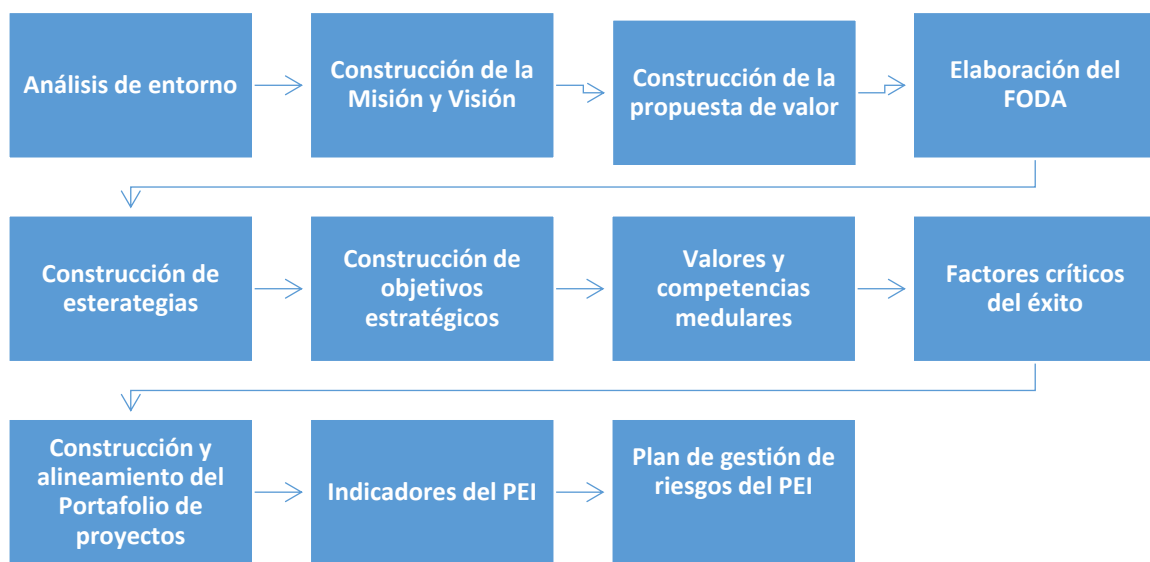 Análisis de entorno
Construcción de la
Misión y Visión
Construcción de la
propuesta de valor
Elaboración del
FODA
Construcción de
esterategias
Construcción de
objetivos
estratégicos
Valores y
competencias
medulares
Factores críticos
del éxito
Construcción y
alineamiento del
Portafolio de
proyectos
Indicadores del PEI
Plan de gestión de
riesgos del PEI